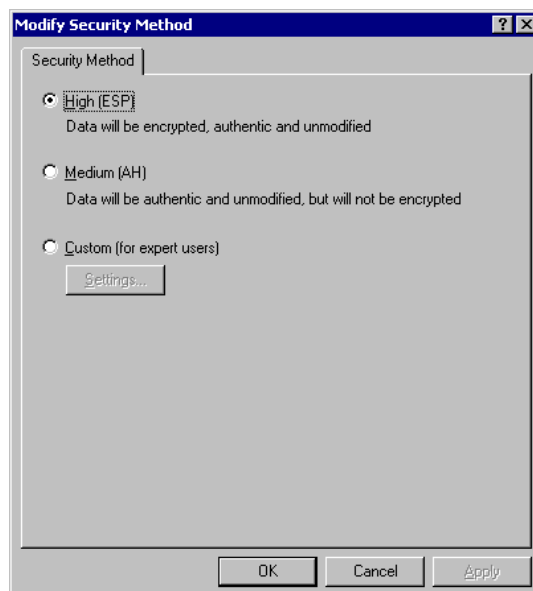 Modify Security Method
Security Method
High (ESP)
Data will be encrypted, authentic and unmodified
Medium (AH)
Data will be authentic and unmodified, but will not be encrypted
Custom (for expert users)
Settings...
OK Cancel Apply